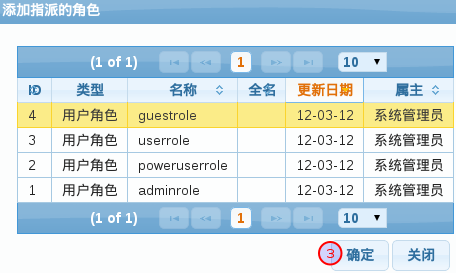 添加指派的角色
(1 of 1) 1 10
ID 类型 名称 全名 更新日期 属主
4 用户角色 guestrole 12-03-12 系统管理员
3 用户角色 userrole 12-03-12 系统管理员
2 用户角色 poweruserrole 12-03-12 系统管理员
1 用户角色 adminrole 12-03-12 系统管理员
(1 of 1) 1 10
3 确定 关闭